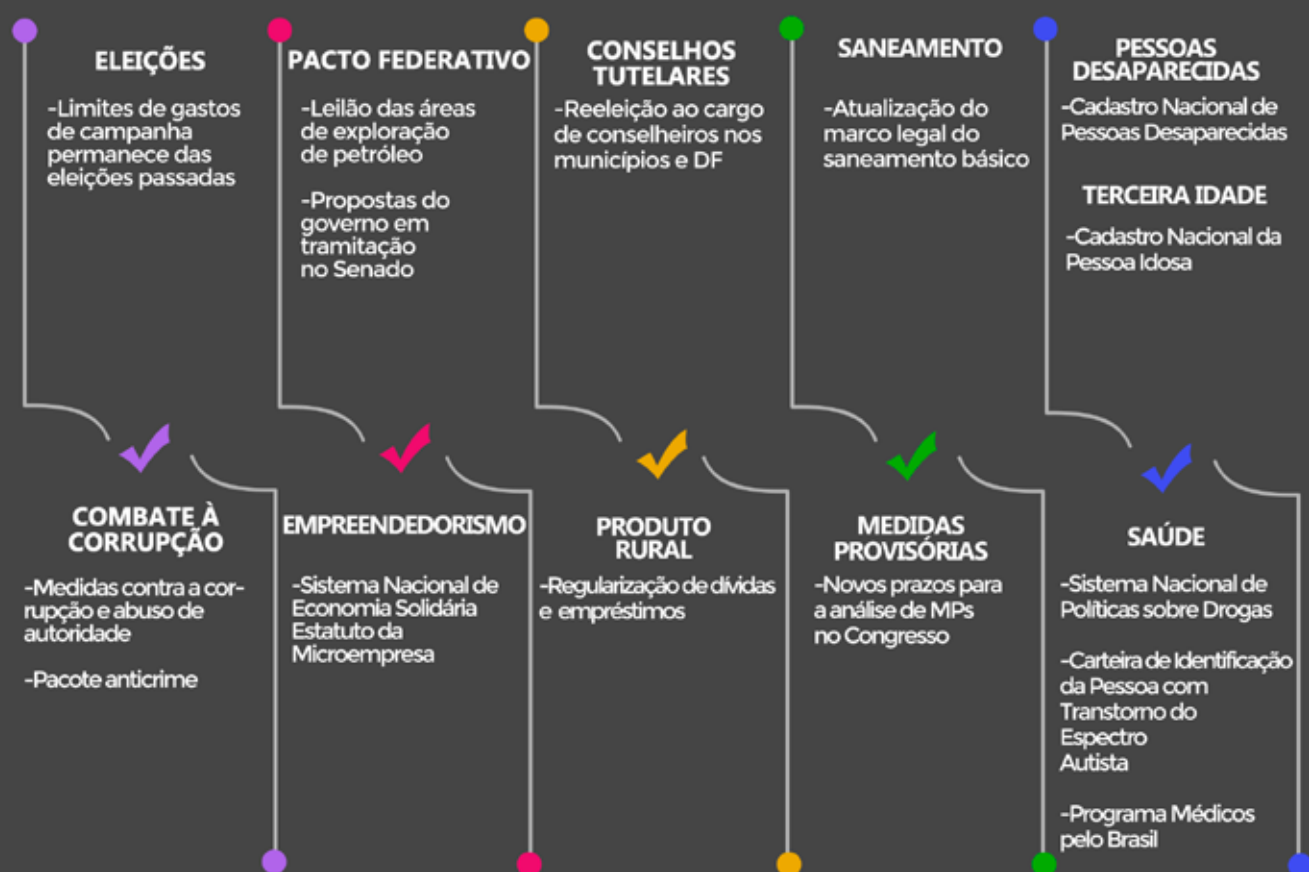 ELEIÇÕES
-Limites de gastos
de campanha
permanece das
eleições passadas
PACTO FEDERATIVO
-Leilão das áreas
de exploração
de petróleo
-Propostas do
governo em
tramitação
no Senado
CONSELHOS
TUTELARES
-Reeleição ao cargo
de conselheiros nos
municípios e DF
SANEAMENTO
-Atualização do
marco legal do
saneamento básico
PESSOAS
DESAPARECIDAS
-Cadastro Nacional de
Pessoas Desaparecidas
TERCEIRA IDADE
-Cadastro Nacional da
Pessoa Idosa
COMBATE À
CORRUPÇÃO
-Medidas contra a cor-
rupção e abuso de
autoridade
-Pacote anticrime
EMPREENDEDORISMO
-Sistema Nacional de
Economia Solidária
Estatuto da
Microempresa
PRODUTO
RURAL
-Regularização de dívidas
e empréstimos
MEDIDAS
PROVISÓRIAS
-Novos prazos para
a análise de MPs
no Congresso
SAÚDE
-Sistema Nacional de
Políticas sobre Drogas
-Carteira de Identificação
da Pessoa com
Transtorno do
Espectro
Autista
-Programa Médicos
pelo Brasil